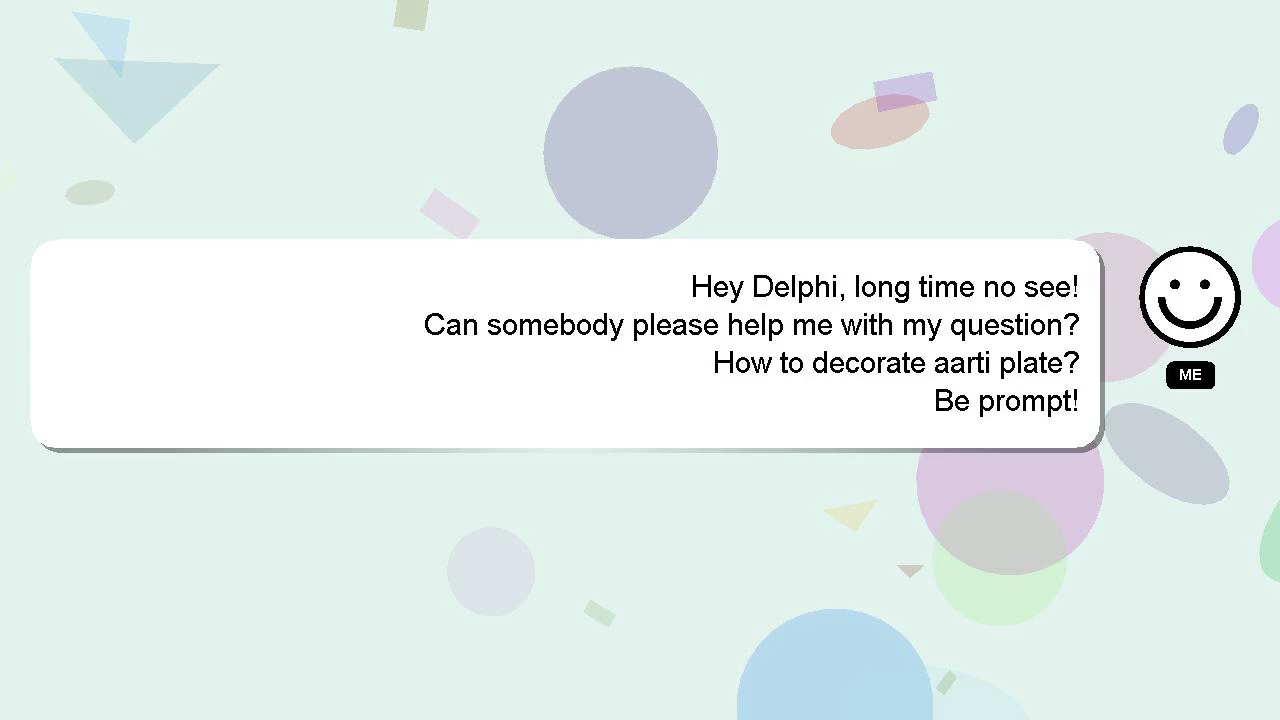 Hey Delphi, long time no see!
Can somebody please help me with my question?
How to decorate aarti plate?
Be prompt!
ME